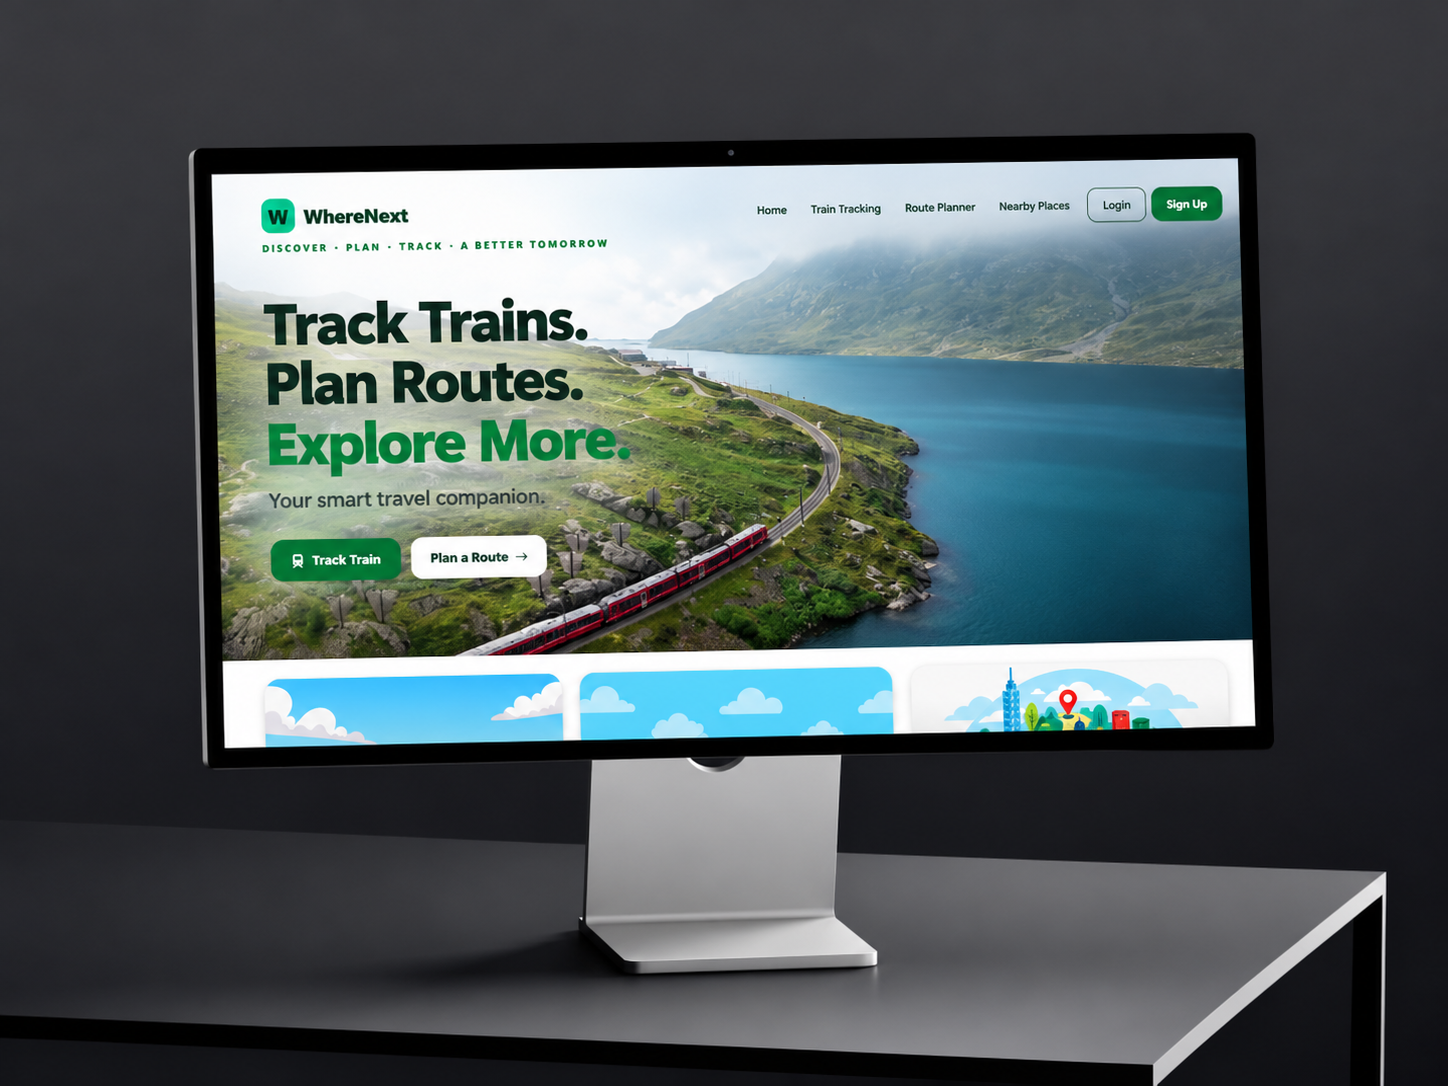 W WhereNext
Home Train Tracking Route Planner Nearby Places Login Sign Up
DISCOVER · PLAN · TRACK · A BETTER TOMORROW
Track Trains.
Plan Routes.
Explore More.
Your smart travel companion.
Track Train Plan a Route →